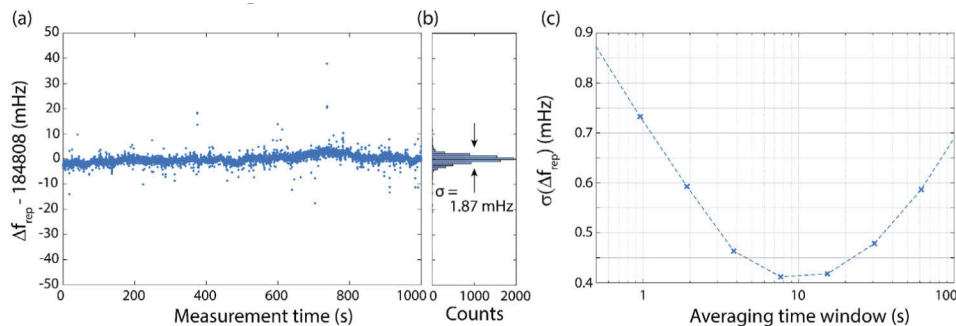 (a)
Δf_rep - 184808 (mHz)
50
40
30
20
10
0
-10
-20
-30
-40
-50
0
200
400
600
800
1000
Measurement time (s)
(b)
σ =
1.87 mHz
0
1000
2000
Counts
(c)
σ(Δf_rep) (mHz)
0.9
0.8
0.7
0.6
0.5
0.4
1
10
100
Averaging time window (s)